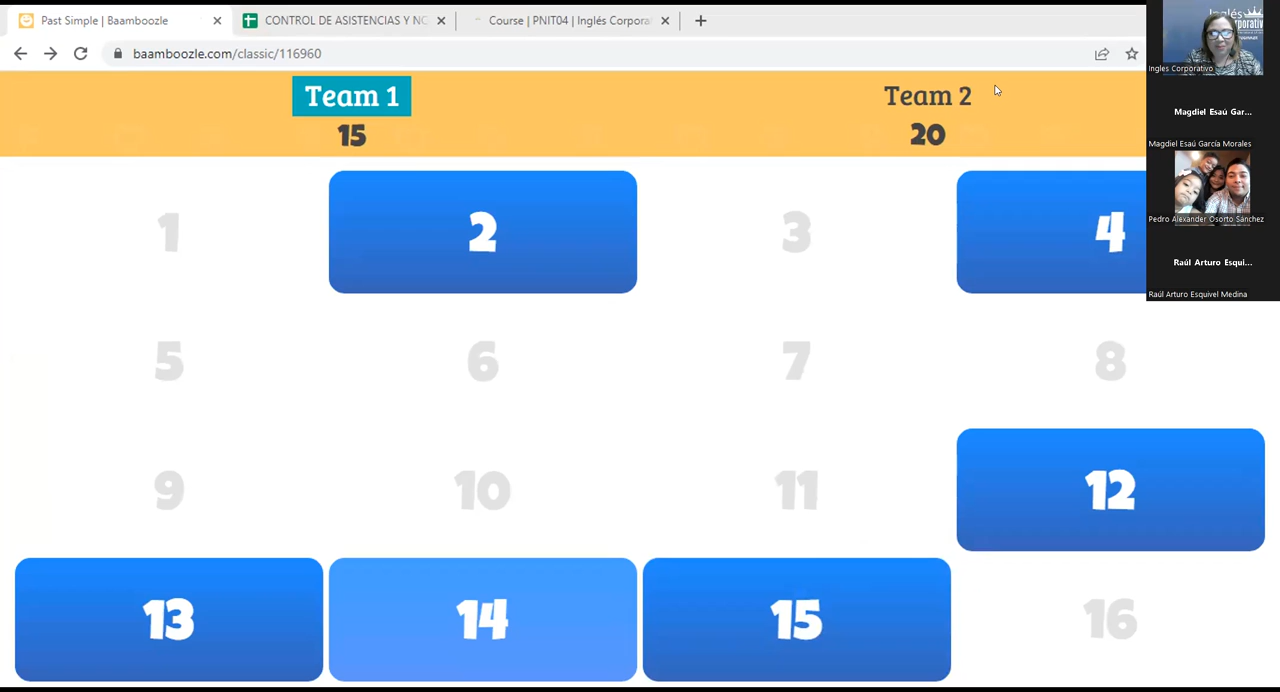 Past Simple | Baamboozle
CONTROL DE ASISTENCIAS Y NO
Course | PNIT04 | Inglés Corpora
baamboozle.com/classic/116960
Team 1
15
Team 2
20
1
2
3
4
5
6
7
8
9
10
11
12
13
14
15
16
Inglés
Ingles Corporativo
Magdiel Esaú Gar...
Magdiel Esaú García Morales
Pedro Alexander Osorto Sánchez
Raúl Arturo Esqui...
Raúl Arturo Esquivel Medina